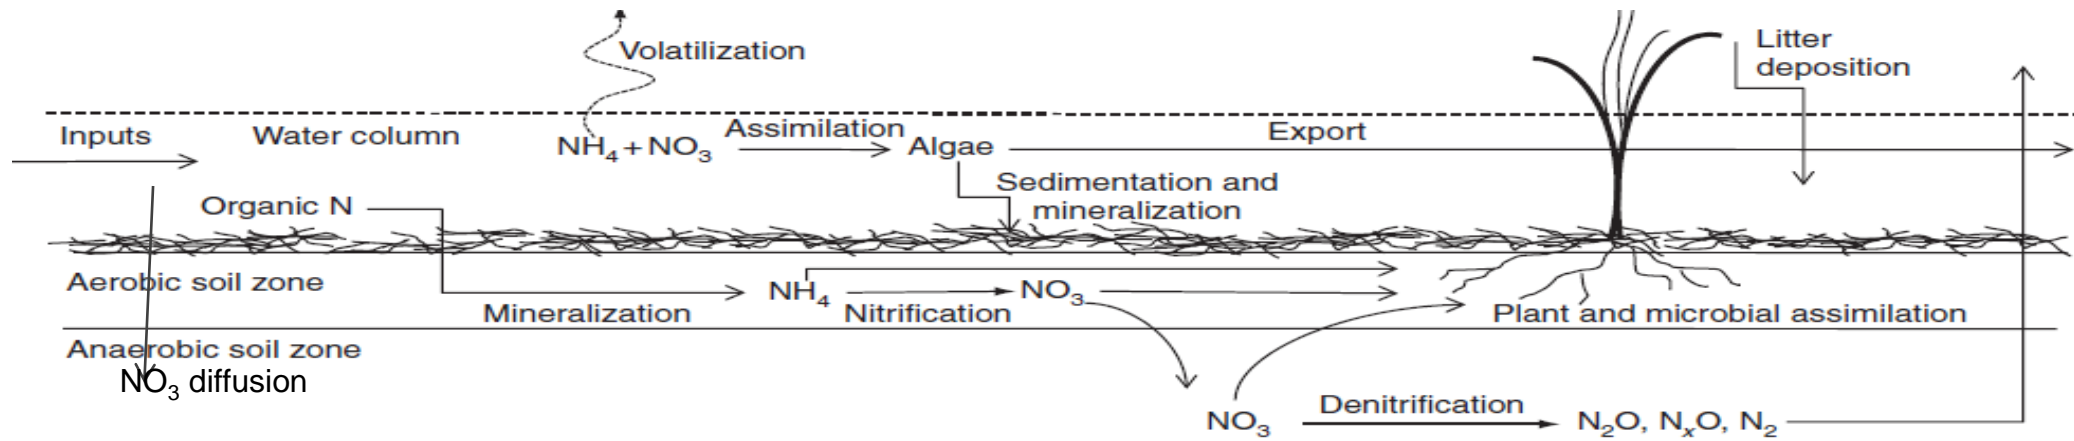 Volatilization
Litter
deposition
Inputs
Water column
NH₄ + NO₃
Assimilation
Algae
Export
Sedimentation and
mineralization
Organic N
Aerobic soil zone
NH₄
NO₃
Mineralization
Nitrification
Plant and microbial assimilation
Anaerobic soil zone
NO₃ diffusion
NO₃
Denitrification
N₂O, NₓO, N₂